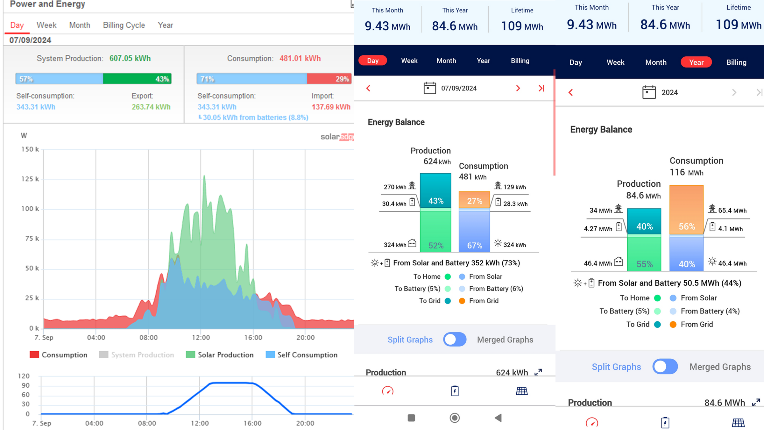 Power and Energy
Day Week Month Billing Cycle Year
07/09/2024
System Production: 607.05 kWh
57% 43%
Self-consumption: Export:
343.31 kWh 263.74 kWh
Consumption: 481.01 kWh
71% 29%
Self-consumption: Import:
343.31 kWh 137.69 kWh
30.05 kWh from batteries (8.8%)
W
150 k
125 k
100 k
75 k
50 k
25 k
0 k
7. Sep 04:00 08:00 12:00 16:00 20:00
Consumption System Production Solar Production Self Consumption
120
90
60
30
0
7. Sep 04:00 08:00 12:00 16:00 20:00
This Month This Year Lifetime
9.43 MWh 84.6 MWh 109 MWh
Day Week Month Year Billing
07/09/2024
Energy Balance
Production
624 kWh
Consumption
481 kWh
270 kWh 43% 27% 129 kWh
30.4 kWh 28.3 kWh
324 kWh 52% 67% 324 kWh
From Solar and Battery 352 kWh (73%)
To Home From Solar
To Battery (5%) From Battery (6%)
To Grid From Grid
Split Graphs Merged Graphs
Production 624 kWh
This Month This Year Lifetime
9.43 MWh 84.6 MWh 109 MWh
Day Week Month Year Billing
2024
Energy Balance
Consumption
116 MWh
Production
84.6 MWh
34 MWh 40% 56% 65.4 MWh
4.27 MWh 4.1 MWh
46.4 MWh 55% 40% 46.4 MWh
From Solar and Battery 50.5 MWh (44%)
To Home From Solar
To Battery (5%) From Battery (4%)
To Grid From Grid
Split Graphs Merged Graphs
Production 84.6 MWh